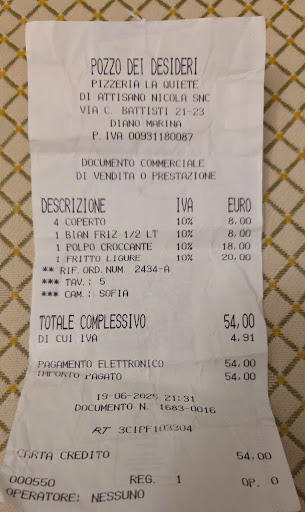 POZZO DEI DESIDERI
PIZZERIA LA QUIETE
DI ATTISANO NICOLA SNC
VIA C. BATTISTI 21-23
DIANO MARINA
P. IVA 00931180087
DOCUMENTO COMMERCIALE
DI VENDITA O PRESTAZIONE
DESCRIZIONE IVA EURO
4 COPERTO 10% 8,00
1 BIAN FRIZ 1/2 LT 10% 8,00
1 POLPO CROCCANTE 10% 18,00
1 FRITTO LIGURE 10% 20,00
** RIF. ORD. NUM. 2434-A
*** TAV.: 5
*** CAM.: SOFIA
TOTALE COMPLESSIVO 54,00
DI CUI IVA 4,91
PAGAMENTO ELETTRONICO 54,00
IMPORTO PAGATO 54,00
19-06-2025 21:31
DOCUMENTO N. 1683-0016
RT 3CIPF103304
CARTA CREDITO 54,00
000550 REG. 1 OP. 0
OPERATORE: NESSUNO